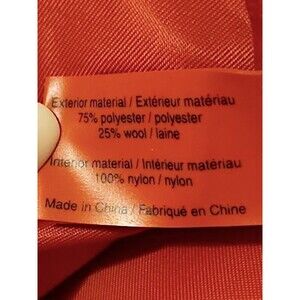 Exterior material / Extérieur matériau
75% polyester / polyester
25% wool / laine
Interior material / Intérieur matériau
100% nylon / nylon
Made in China / Fabriqué en Chine